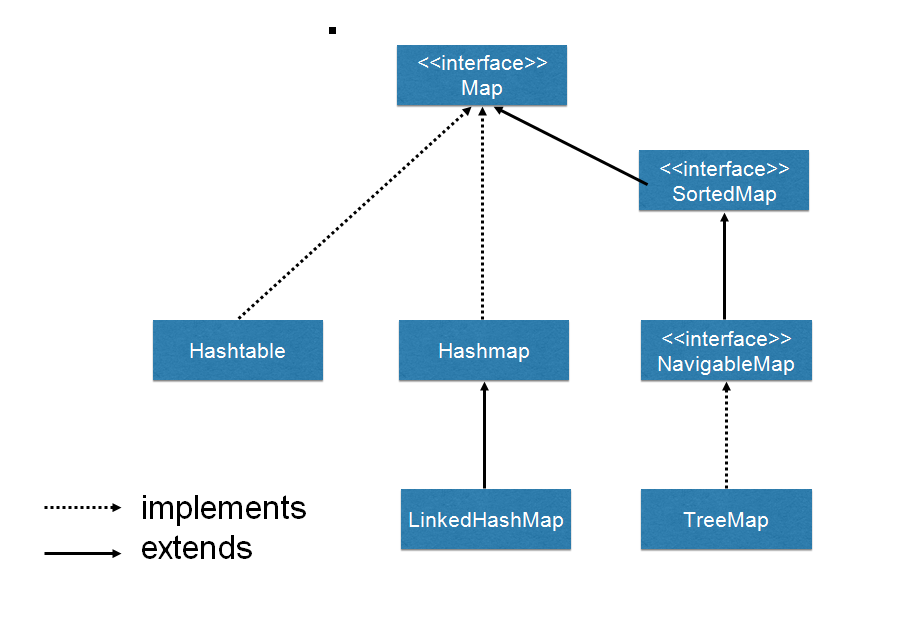 <<interface>>
Map
<<interface>>
SortedMap
Hashtable
Hashmap
<<interface>>
NavigableMap
LinkedHashMap
TreeMap
implements
extends